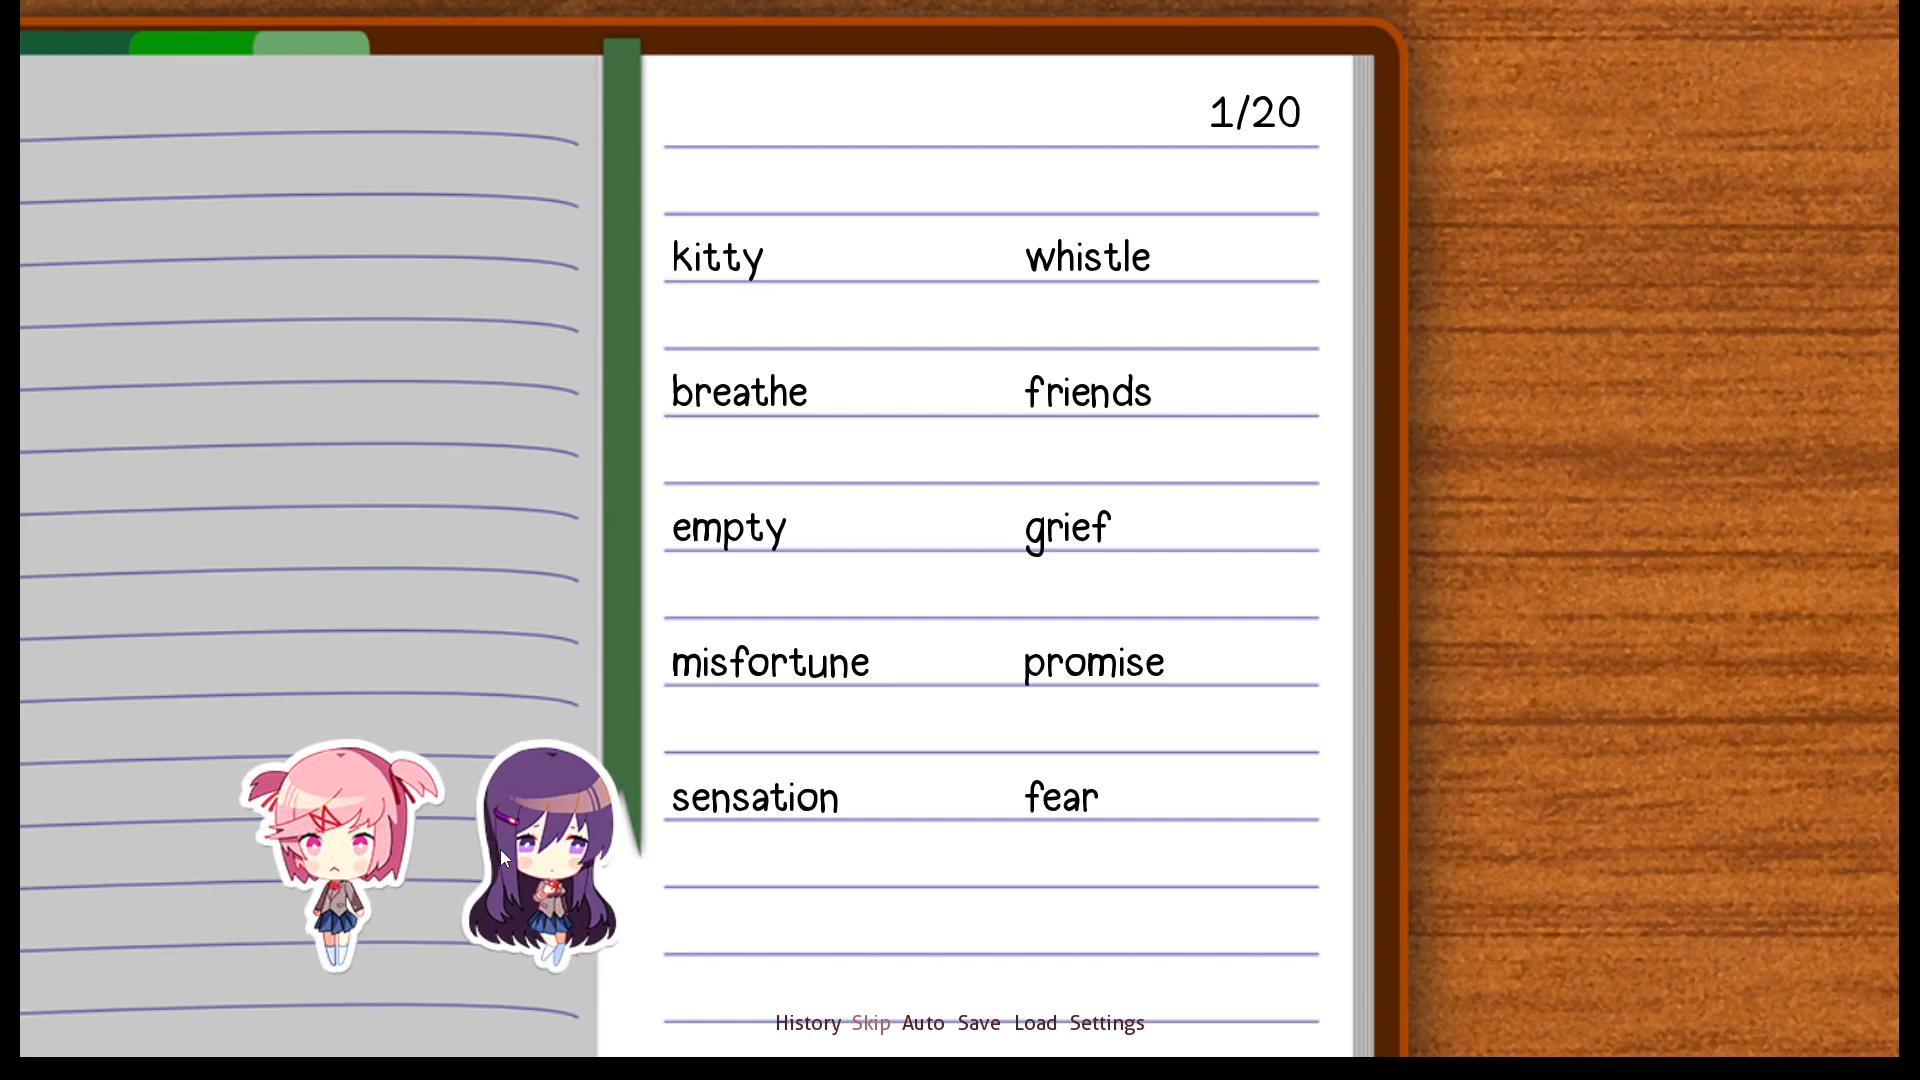 1/20
kitty whistle
breathe friends
empty grief
misfortune promise
sensation fear
History Skip Auto Save Load Settings